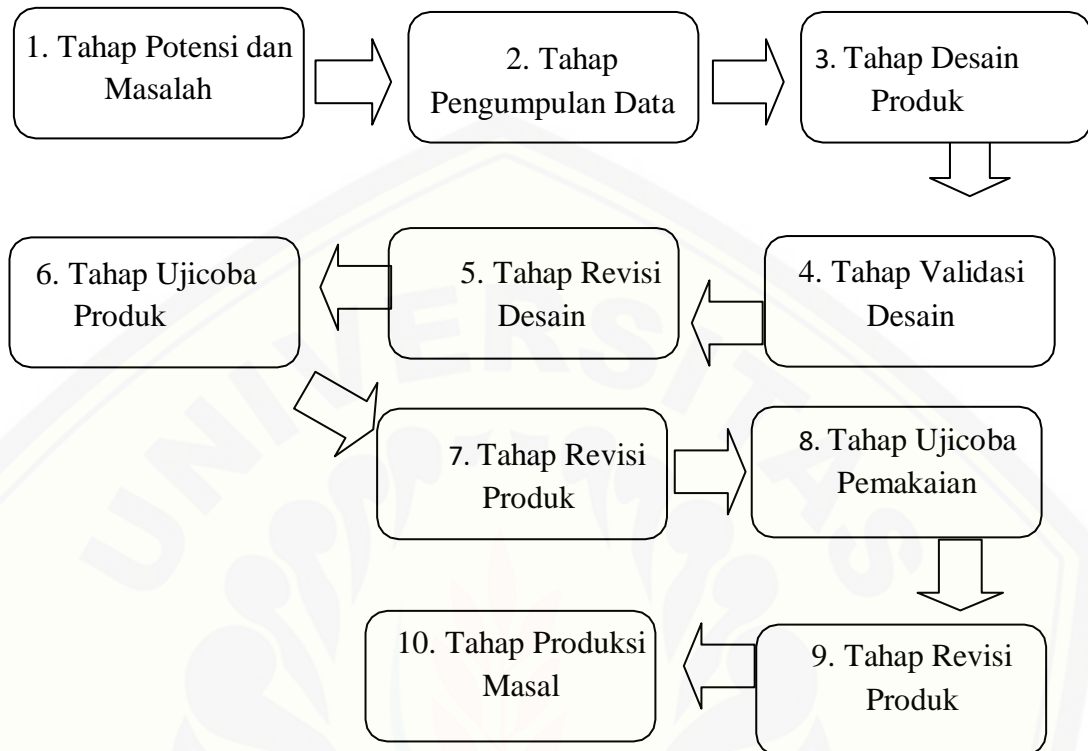 1. Tahap Potensi dan
Masalah
2. Tahap
Pengumpulan Data
3. Tahap Desain
Produk
4. Tahap Validasi
Desain
5. Tahap Revisi
Desain
6. Tahap Ujicoba
Produk
7. Tahap Revisi
Produk
8. Tahap Ujicoba
Pemakaian
9. Tahap Revisi
Produk
10. Tahap Produksi
Masal
UNIVERSITAS